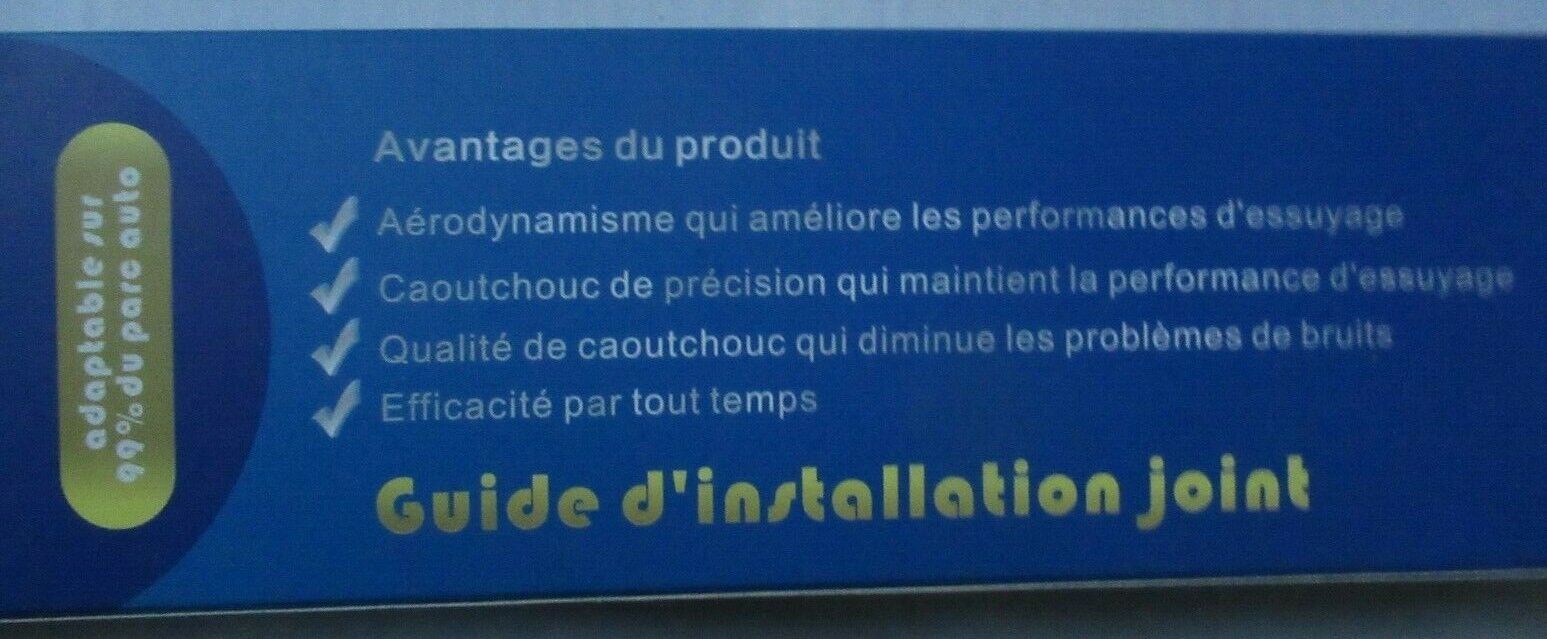 adaptable sur
99% du parc auto
Avantages du produit
Aérodynamisme qui améliore les performances d'essuyage
Caoutchouc de précision qui maintient la performance d'essuyage
Qualité de caoutchouc qui diminue les problèmes de bruits
Efficacité par tout temps
Guide d'installation joint